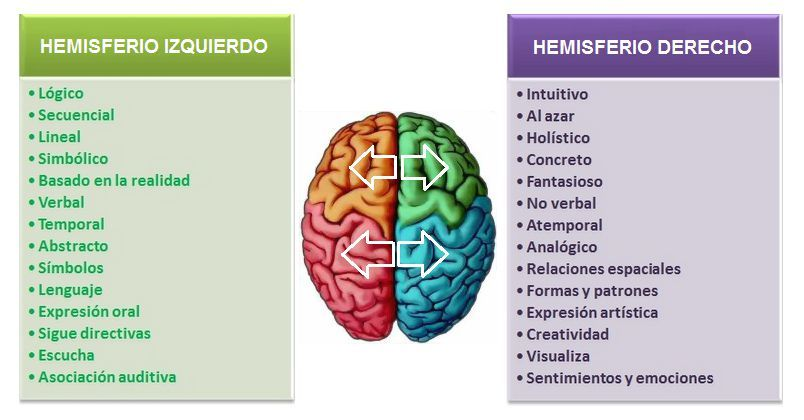 HEMISFERIO IZQUIERDO
• Lógico
• Secuencial
• Lineal
• Simbólico
• Basado en la realidad
• Verbal
• Temporal
• Abstracto
• Símbolos
• Lenguaje
• Expresión oral
• Sigue directivas
• Escucha
• Asociación auditiva
HEMISFERIO DERECHO
• Intuitivo
• Al azar
• Holístico
• Concreto
• Fantasioso
• No verbal
• Atemporal
• Analógico
• Relaciones espaciales
• Formas y patrones
• Expresión artística
• Creatividad
• Visualiza
• Sentimientos y emociones